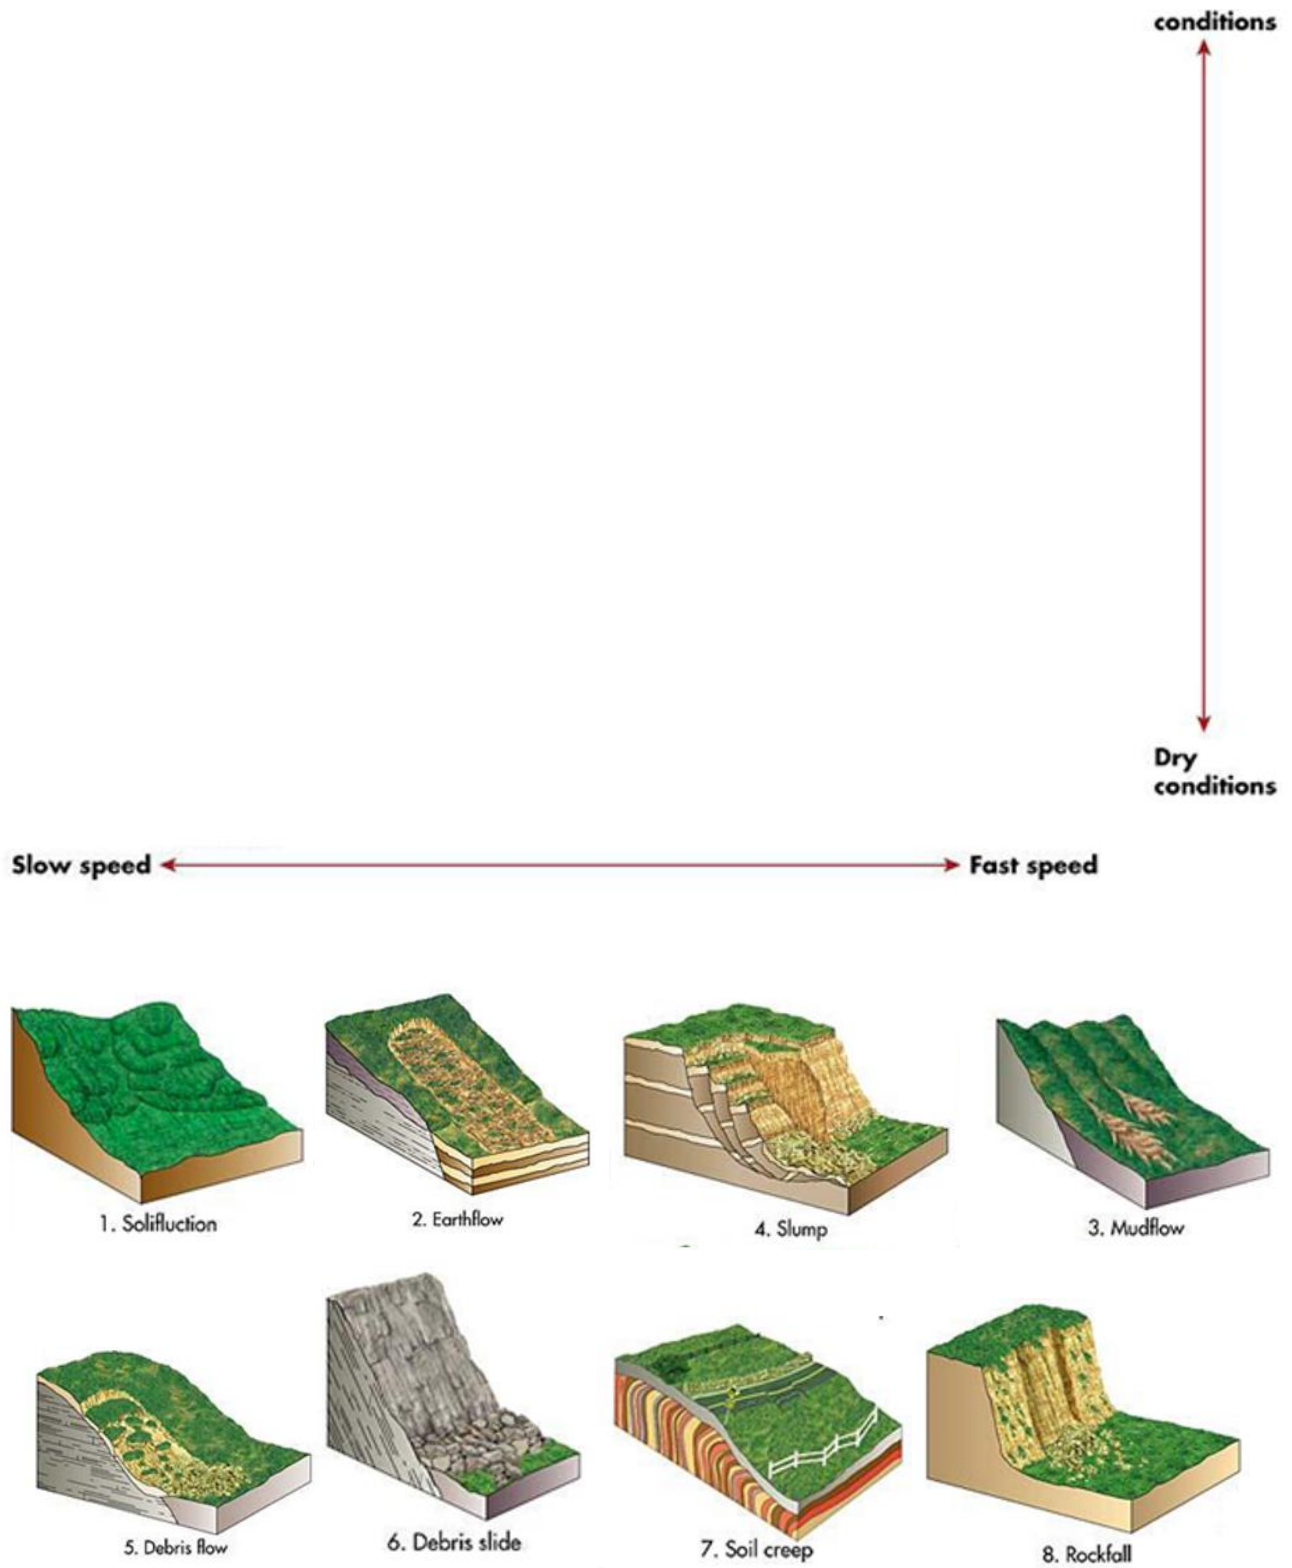 conditions
Dry
conditions
Slow speed
Fast speed
1. Solifluction
2. Earthflow
4. Slump
3. Mudflow
5. Debris flow
6. Debris slide
7. Soil creep
8. Rockfall